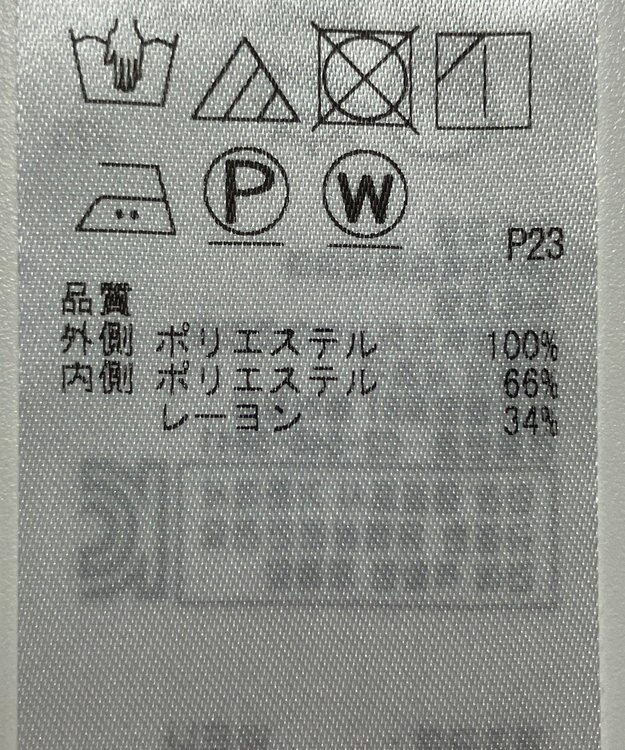 P W
P23
品質
外側 ポリエステル 100%
内側 ポリエステル 66%
レーヨン 34%